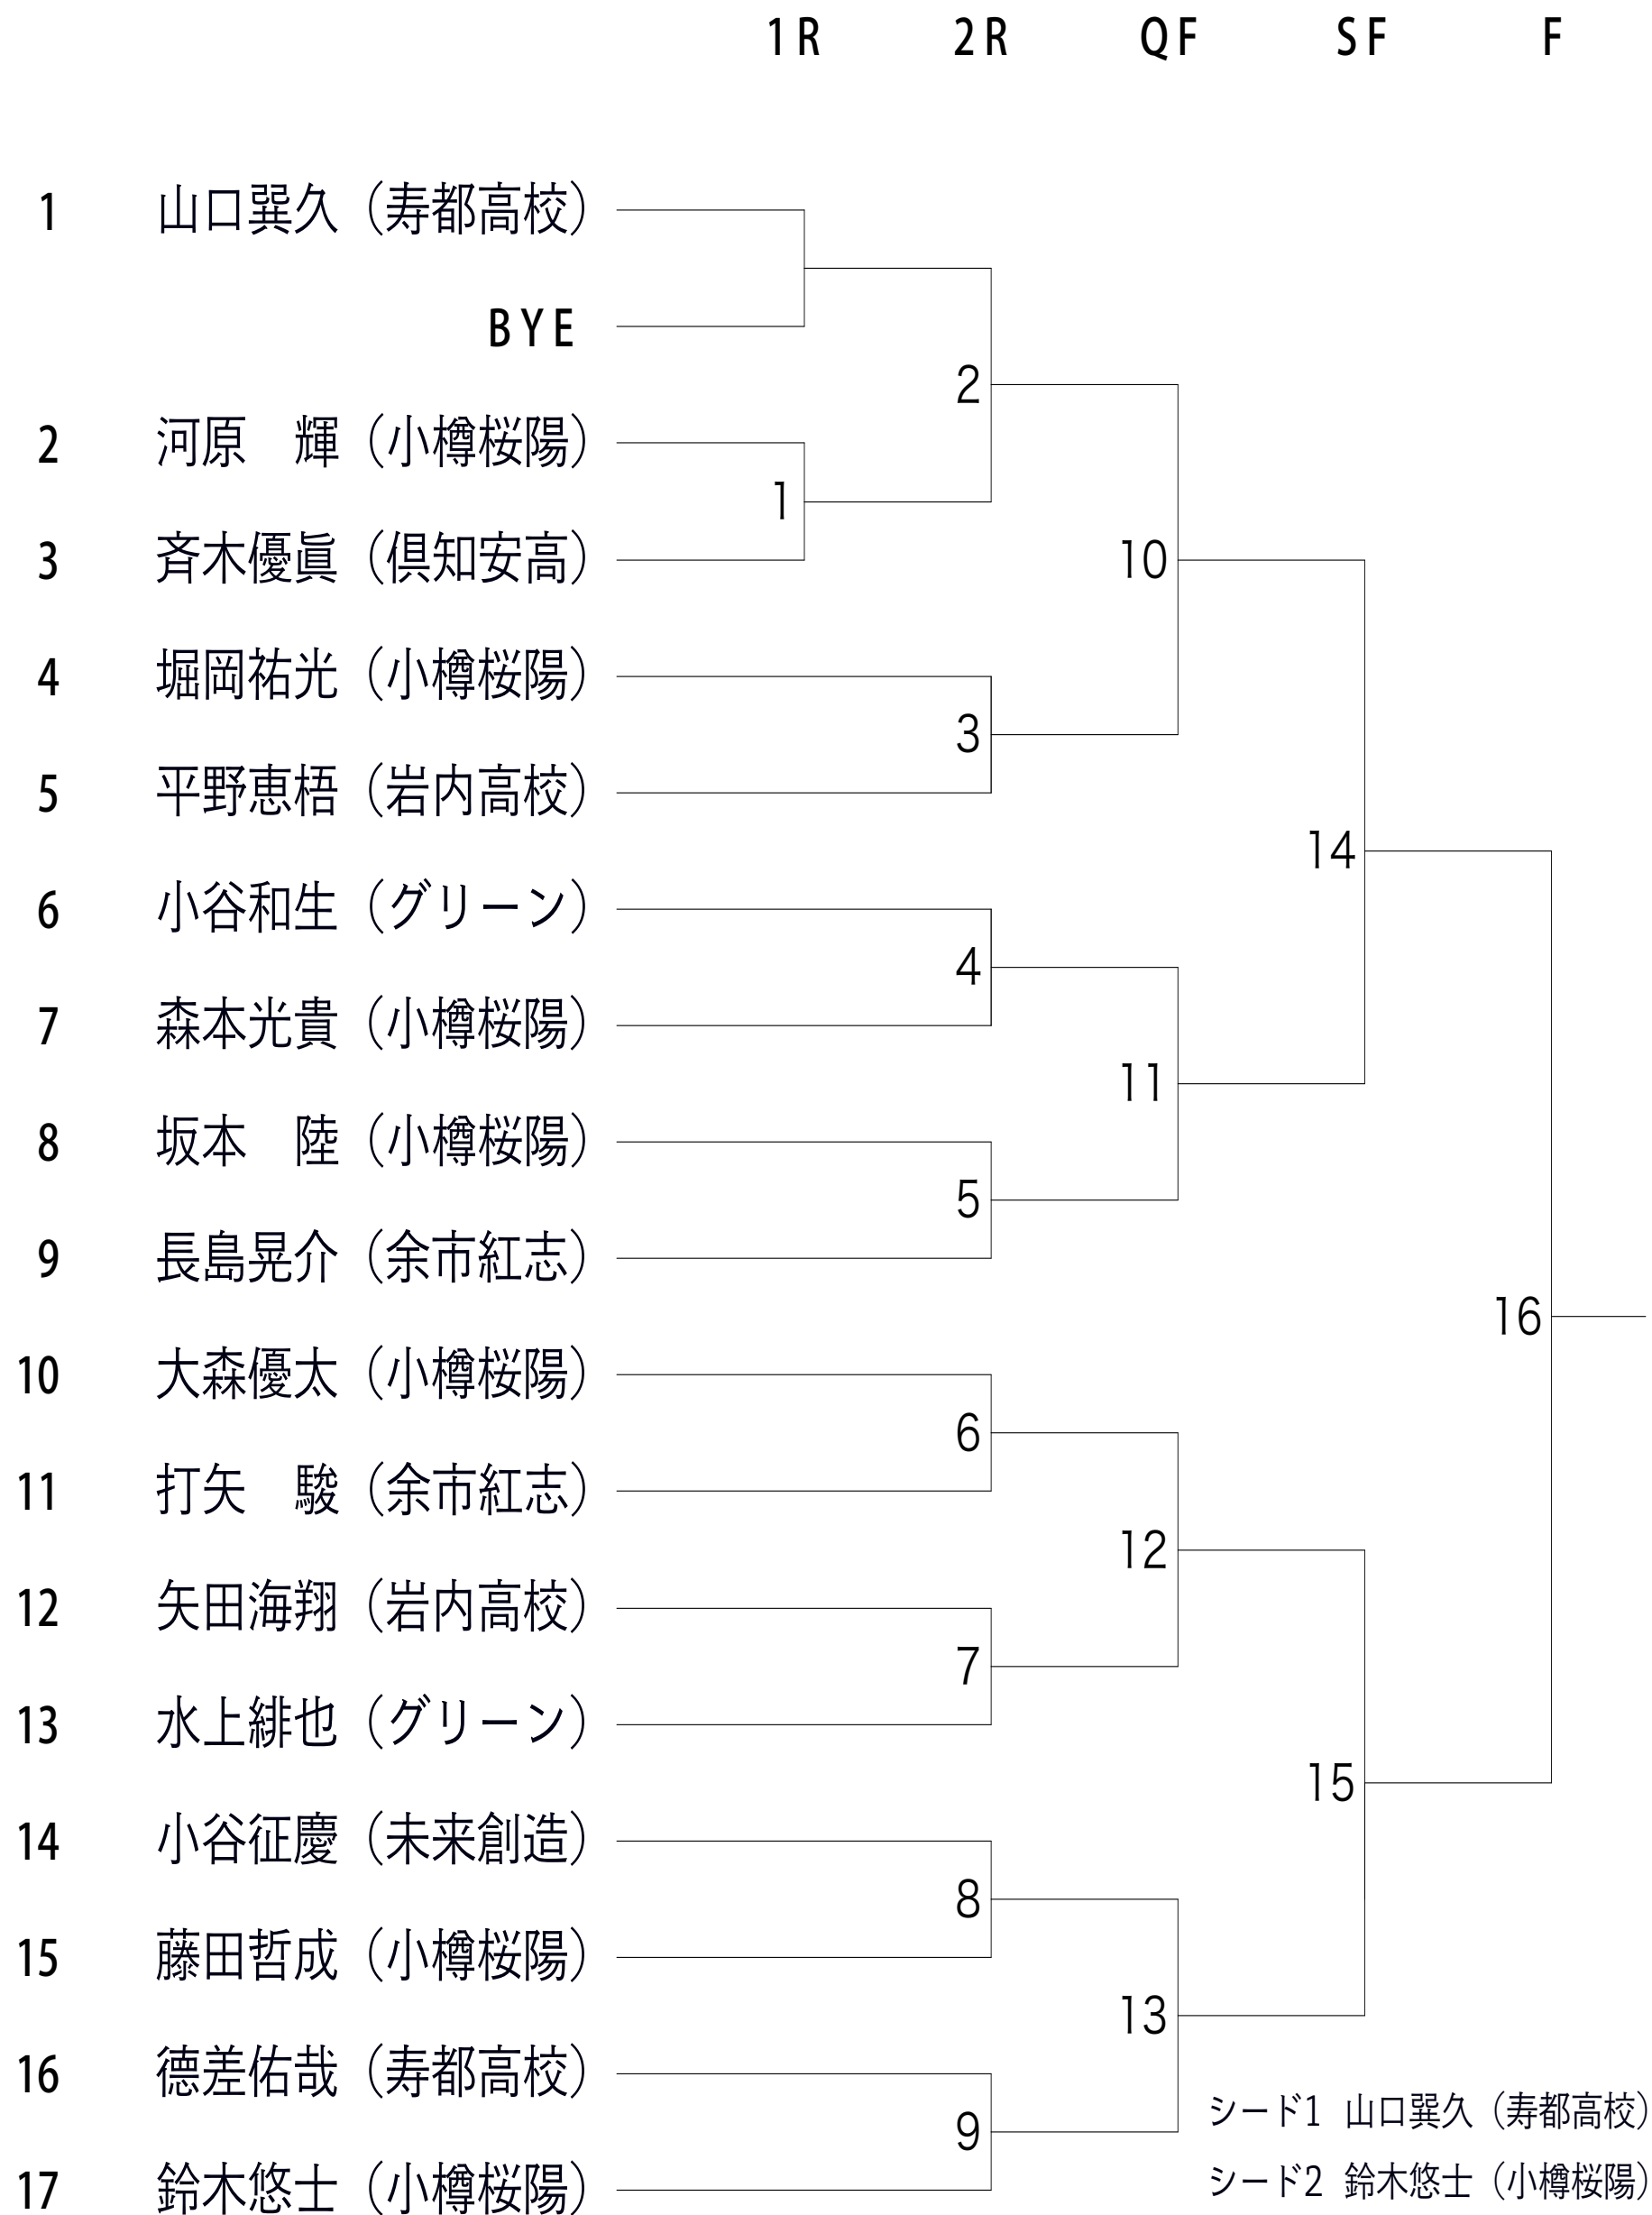 1R 2R QF SF F
1 山口巽久（寿都高校）
BYE
2
2 河原　輝（小樽桜陽）
1
3 斉木優眞（倶知安高）
10
4 堀岡祐光（小樽桜陽）
3
5 平野恵梧（岩内高校）
14
6 小谷和生（グリーン）
4
7 森本光貴（小樽桜陽）
11
8 坂本　陸（小樽桜陽）
5
9 長島晃介（余市紅志）
16
10 大森優太（小樽桜陽）
6
11 打矢　駿（余市紅志）
12
12 矢田海翔（岩内高校）
7
13 水上緋也（グリーン）
15
14 小谷征慶（未来創造）
8
15 藤田哲成（小樽桜陽）
13
16 德差佑哉（寿都高校）
シード1 山口巽久（寿都高校）
9
17 鈴木悠士（小樽桜陽）
シード2 鈴木悠士（小樽桜陽）